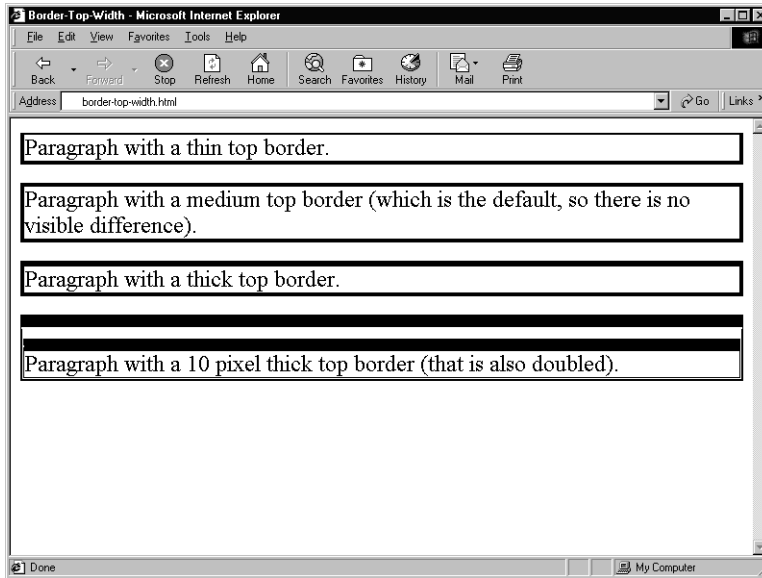 Border-Top-Width - Microsoft Internet Explorer
File Edit View Favorites Tools Help
Back Forward Stop Refresh Home Search Favorites History Mail Print
Address border-top-width.html Go Links
Paragraph with a thin top border.
Paragraph with a medium top border (which is the default, so there is no
visible difference).
Paragraph with a thick top border.
Paragraph with a 10 pixel thick top border (that is also doubled).
Done My Computer